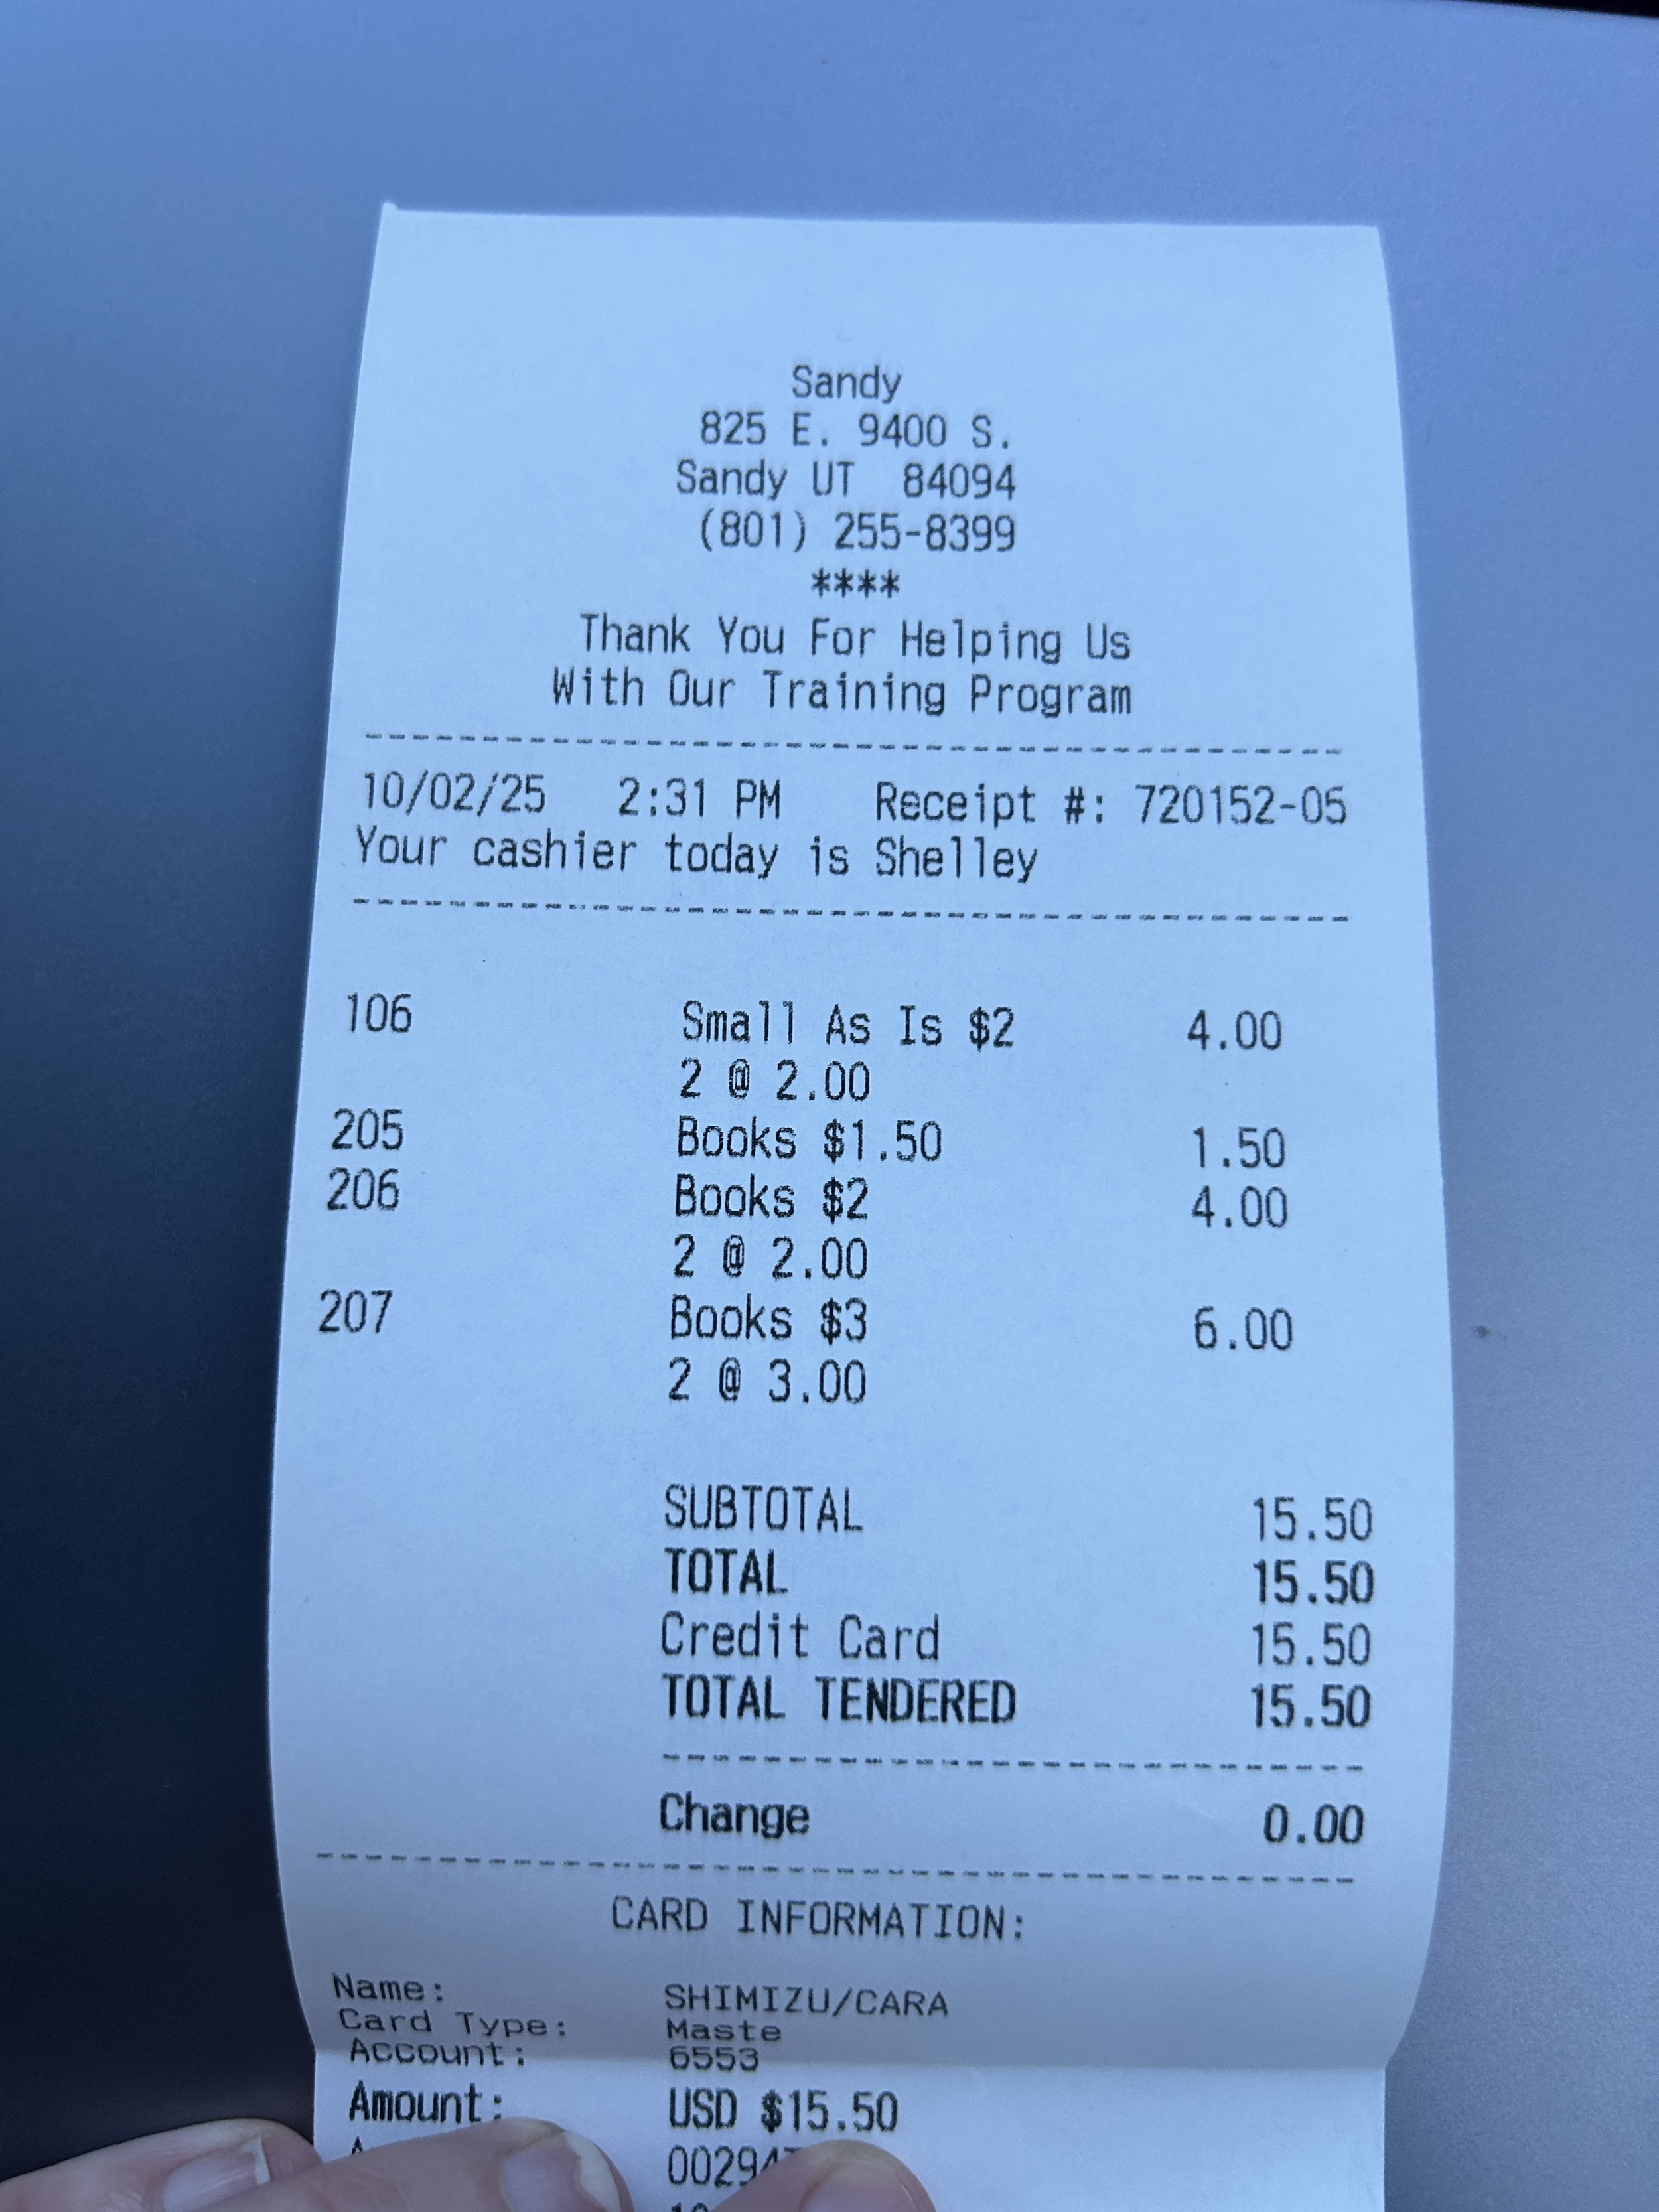 Sandy
825 E. 9400 S.
Sandy UT 84094
(801) 255-8399
****
Thank You For Helping Us
With Our Training Program
10/02/25 2:31 PM Receipt #: 720152-05
Your cashier today is Shelley
106 Small As Is $2 4.00
2 @ 2.00
205 Books $1.50 1.50
206 Books $2 4.00
2 @ 2.00
207 Books $3 6.00
2 @ 3.00
SUBTOTAL 15.50
TOTAL 15.50
Credit Card 15.50
TOTAL TENDERED 15.50
Change 0.00
CARD INFORMATION:
Name: SHIMIZU/CARA
Card Type: Maste
Account: 6553
Amount: USD $15.50